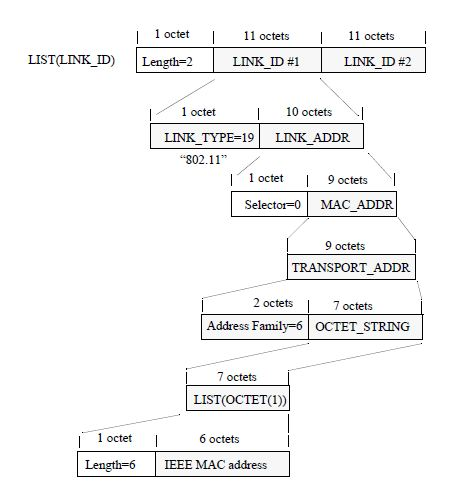 1 octet 11 octets 11 octets
LIST(LINK_ID) Length=2 LINK_ID #1 LINK_ID #2
1 octet 10 octets
LINK_TYPE=19 LINK_ADDR
“802.11”
1 octet 9 octets
Selector=0 MAC_ADDR
9 octets
TRANSPORT_ADDR
2 octets 7 octets
Address Family=6 OCTET_STRING
7 octets
LIST(OCTET(1))
1 octet 6 octets
Length=6 IEEE MAC address